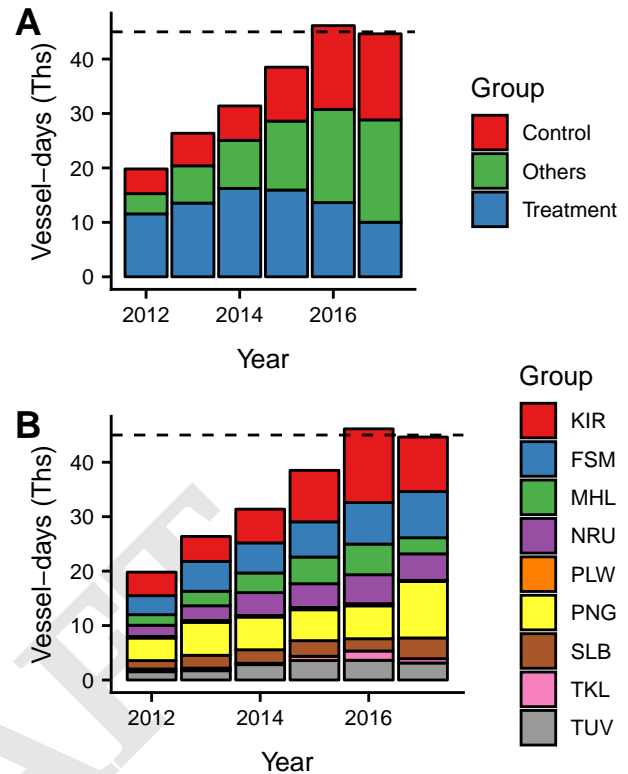 A
Vessel−days (Ths)
40
30
20
10
0
2012
2014
2016
Year
Group
Control
Others
Treatment
B
Vessel−days (Ths)
40
30
20
10
0
2012
2014
2016
Year
Group
KIR
FSM
MHL
NRU
PLW
PNG
SLB
TKL
TUV